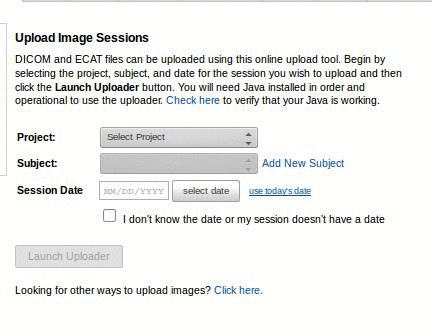 Upload Image Sessions
DICOM and ECAT files can be uploaded using this online upload tool. Begin by
selecting the project, subject, and date for the session you wish to upload and then
click the Launch Uploader button. You will need Java installed in order and
operational to use the uploader. Check here to verify that your Java is working.
Project: Select Project
Subject: Add New Subject
Session Date MM/DD/YYYY select date use today's date
I don't know the date or my session doesn't have a date
Launch Uploader
Looking for other ways to upload images? Click here.